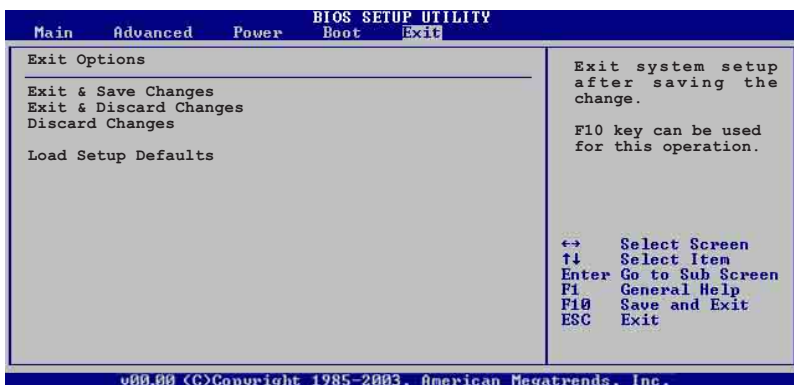 BIOS SETUP UTILITY
Main Advanced Power Boot Exit
Exit Options
Exit & Save Changes
Exit & Discard Changes
Discard Changes
Load Setup Defaults
Exit system setup
after saving the
change.
F10 key can be used
for this operation.
↔ Select Screen
↑↓ Select Item
Enter Go to Sub Screen
F1 General Help
F10 Save and Exit
ESC Exit
v00.00 (C)Copyright 1985-2003, American Megatrends, Inc.